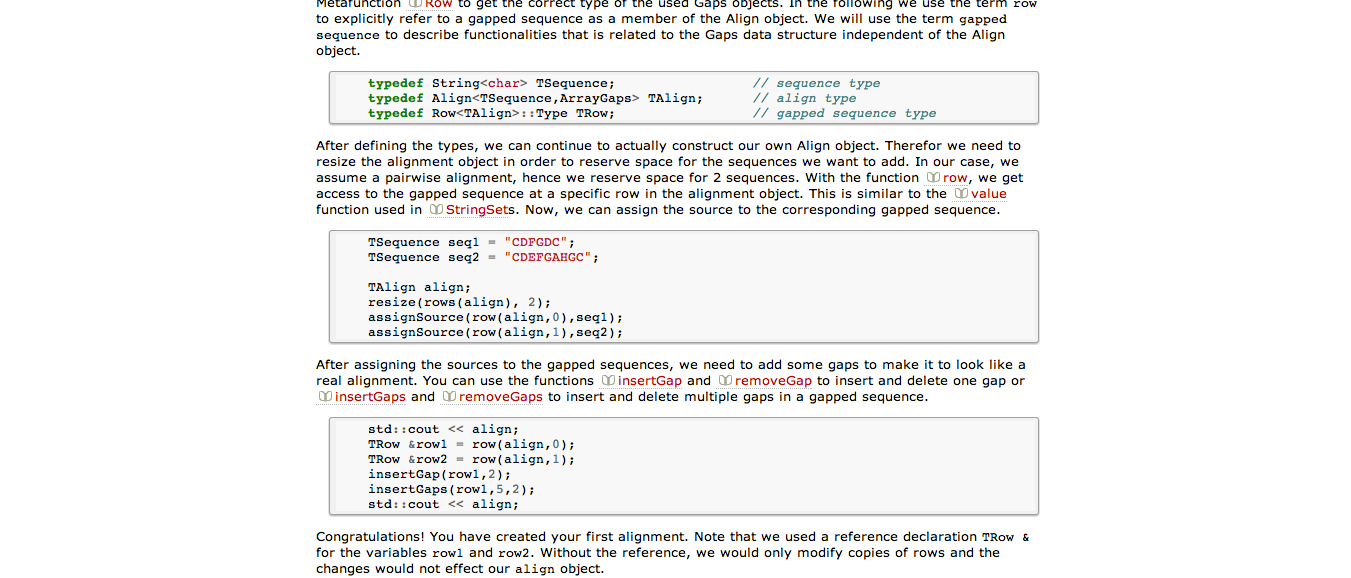 Metafunction Row to get the correct type of the used Gaps objects. In the following we use the term row
to explicitly refer to a gapped sequence as a member of the Align object. We will use the term gapped
sequence to describe functionalities that is related to the Gaps data structure independent of the Align
object.
typedef String<char> TSequence; // sequence type
typedef Align<TSequence,ArrayGaps> TAlign; // align type
typedef Row<TAlign>::Type TRow; // gapped sequence type
After defining the types, we can continue to actually construct our own Align object. Therefor we need to
resize the alignment object in order to reserve space for the sequences we want to add. In our case, we
assume a pairwise alignment, hence we reserve space for 2 sequences. With the function row, we get
access to the gapped sequence at a specific row in the alignment object. This is similar to the value
function used in StringSets. Now, we can assign the source to the corresponding gapped sequence.
TSequence seq1 = "CDFGDC";
TSequence seq2 = "CDEFGAHGC";
TAlign align;
resize(rows(align), 2);
assignSource(row(align,0),seq1);
assignSource(row(align,1),seq2);
After assigning the sources to the gapped sequences, we need to add some gaps to make it to look like a
real alignment. You can use the functions insertGap and removeGap to insert and delete one gap or
insertGaps and removeGaps to insert and delete multiple gaps in a gapped sequence.
std::cout << align;
TRow &row1 = row(align,0);
TRow &row2 = row(align,1);
insertGap(row1,2);
insertGaps(row1,5,2);
std::cout << align;
Congratulations! You have created your first alignment. Note that we used a reference declaration TRow &
for the variables row1 and row2. Without the reference, we would only modify copies of rows and the
changes would not effect our align object.